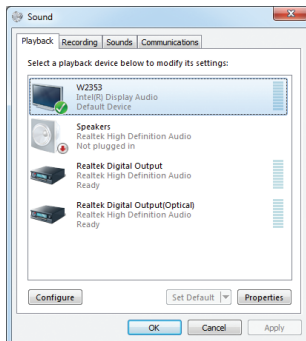 Sound
Playback Recording Sounds Communications
Select a playback device below to modify its settings:
W2353
Intel(R) Display Audio
Default Device
Speakers
Realtek High Definition Audio
Not plugged in
Realtek Digital Output
Realtek High Definition Audio
Ready
Realtek Digital Output(Optical)
Realtek High Definition Audio
Ready
Configure Set Default Properties
OK Cancel Apply